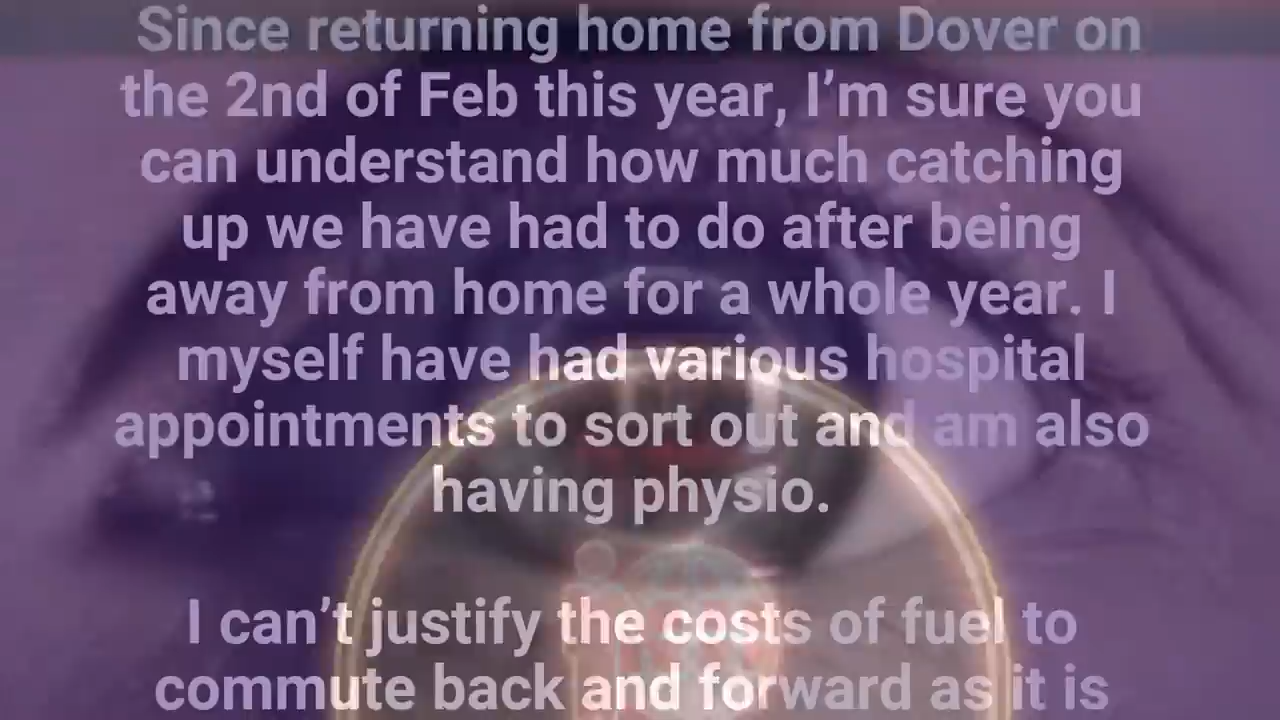 Since returning home from Dover on
the 2nd of Feb this year, I’m sure you
can understand how much catching
up we have had to do after being
away from home for a whole year. I
myself have had various hospital
appointments to sort out and am also
having physio.
I can’t justify the costs of fuel to
commute back and forward as it is